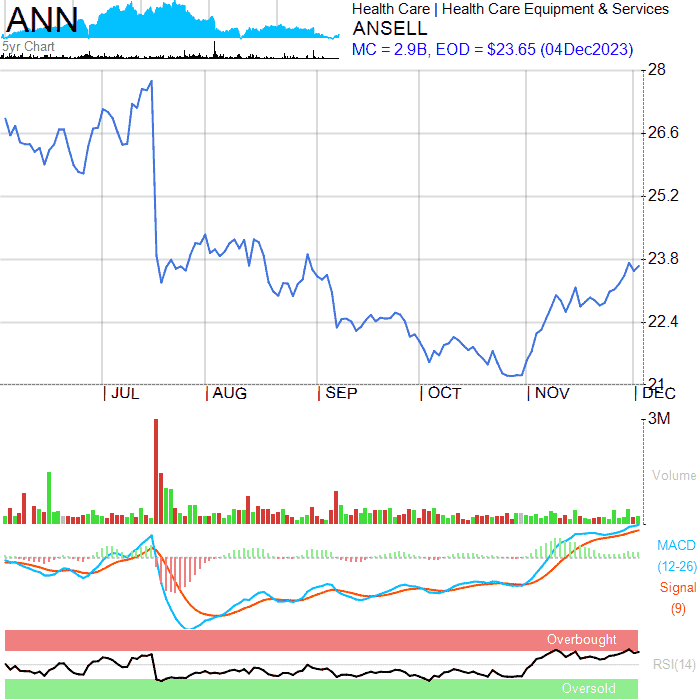 ANN
5yr Chart
Health Care | Health Care Equipment & Services
ANSELL
MC = 2.9B, EOD = $23.65 (04Dec2023)
28
26.6
25.2
23.8
22.4
21
JUL AUG SEP OCT NOV DEC
3M
Volume
MACD
(12-26)
Signal
(9)
Overbought
RSI(14)
Oversold